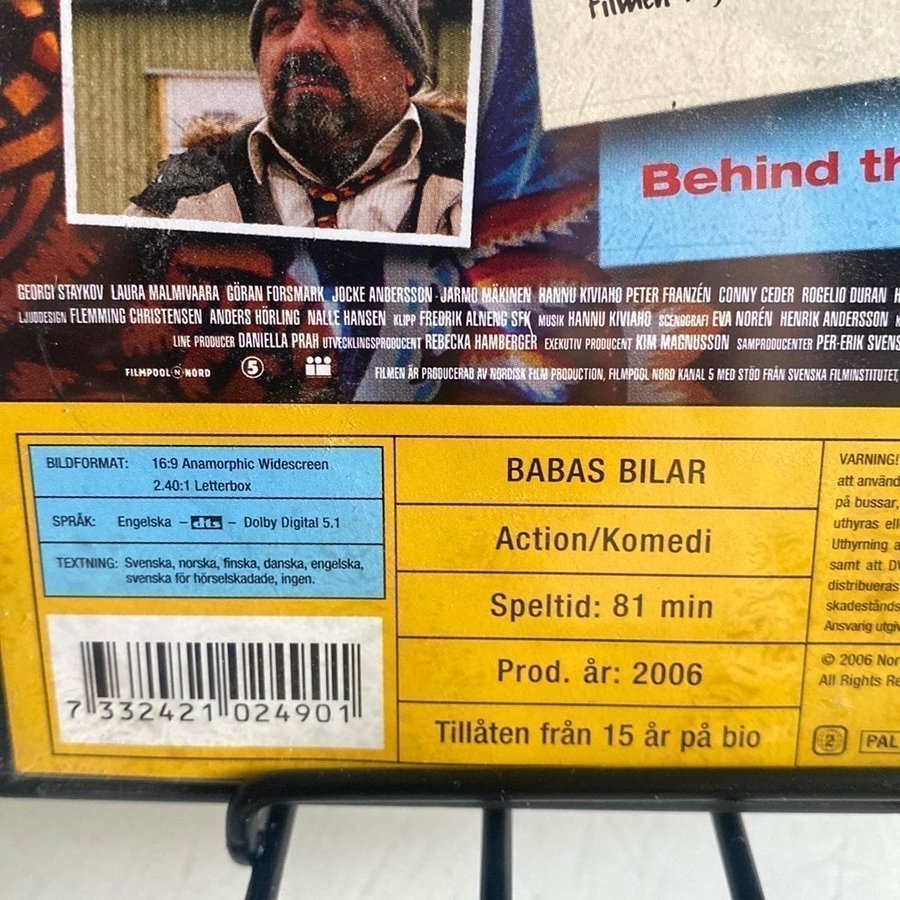 Filmen
Behind th
GEORGI STAYKOV LAURA MALMIVAARA GÖRAN FORSMARK JOCKE ANDERSSON JARMO MÄKINEN HANNU KIVIAHO PETER FRANZÉN CONNY CEDER ROGELIO DURAN H
LJUDDESIGN FLEMMING CHRISTENSEN ANDERS HÖRLING NALLE HANSEN KLIPP FREDRIK ALNENG SFK MUSIK HANNU KIVIAHO SCENOGRAFI EVA NORÉN HENRIK ANDERSSON K
LINE PRODUCER DANIELLA PRAH UTVECKLINGSPRODUCENT REBECKA HAMBERGER EXEKUTIV PRODUCENT KIM MAGNUSSON SAMPRODUCENTER PER-ERIK SVENS
FILMPOOL N NORD 5 FILMEN ÄR PRODUCERAD AV NORDISK FILM PRODUCTION, FILMPOOL NORD KANAL 5 MED STÖD FRÅN SVENSKA FILMINSTITUTET,
BILDFORMAT: 16:9 Anamorphic Widescreen
2.40:1 Letterbox
SPRÅK: Engelska – dts – Dolby Digital 5.1
TEXTNING: Svenska, norska, finska, danska, engelska,
svenska för hörselskadade, ingen.
7 332421 024901
BABAS BILAR
Action/Komedi
Speltid: 81 min
Prod. år: 2006
Tillåten från 15 år på bio
VARNING!
att använd
på bussar,
uthyras ell
Uthyrning a
samt att D
distribueras
skadestånds
Ansvarig utgiv
© 2006 Nor
All Rights Re
2 PAL